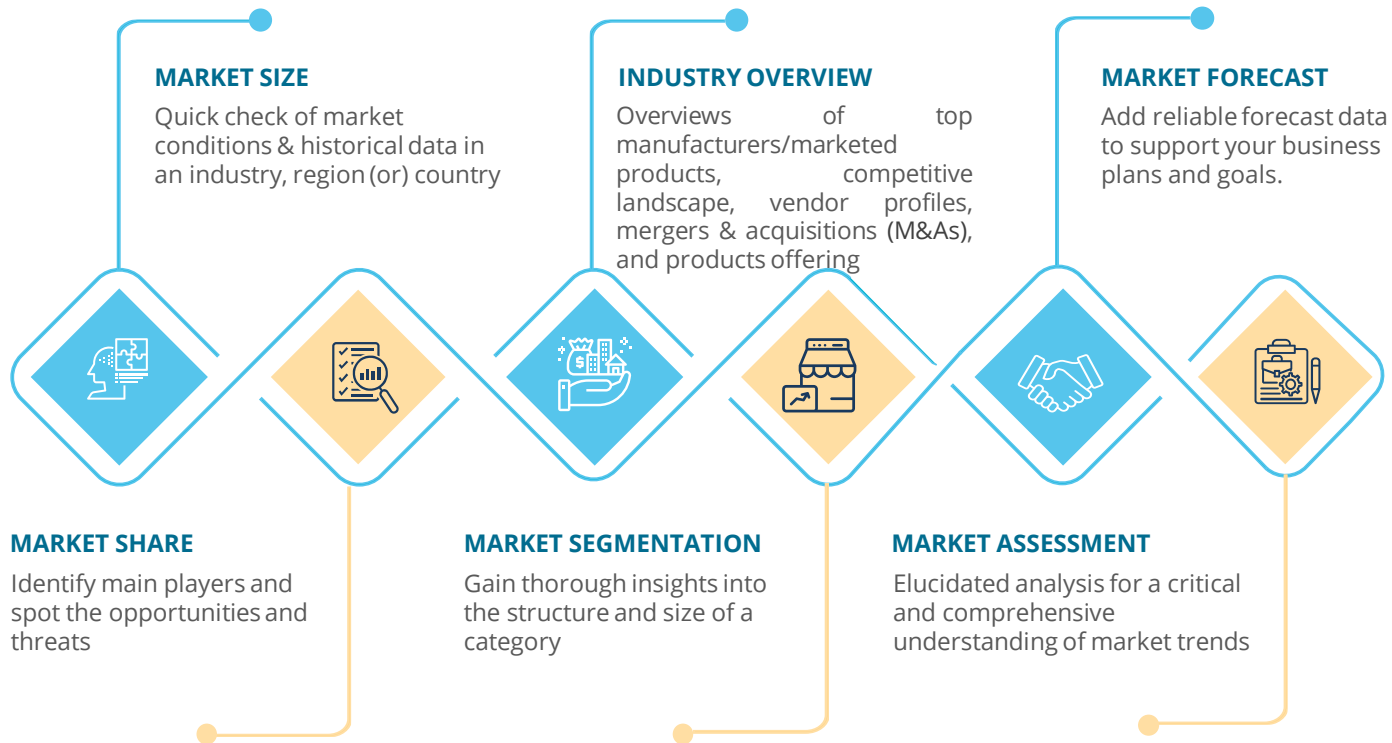 MARKET SIZE
Quick check of market
conditions & historical data in
an industry, region (or) country
INDUSTRY OVERVIEW
Overviews of top
manufacturers/marketed
products, competitive
landscape, vendor profiles,
mergers & acquisitions (M&As),
and products offering
MARKET FORECAST
Add reliable forecast data
to support your business
plans and goals.
$
MARKET SHARE
Identify main players and
spot the opportunities and
threats
MARKET SEGMENTATION
Gain thorough insights into
the structure and size of a
category
MARKET ASSESSMENT
Elucidated analysis for a critical
and comprehensive
understanding of market trends